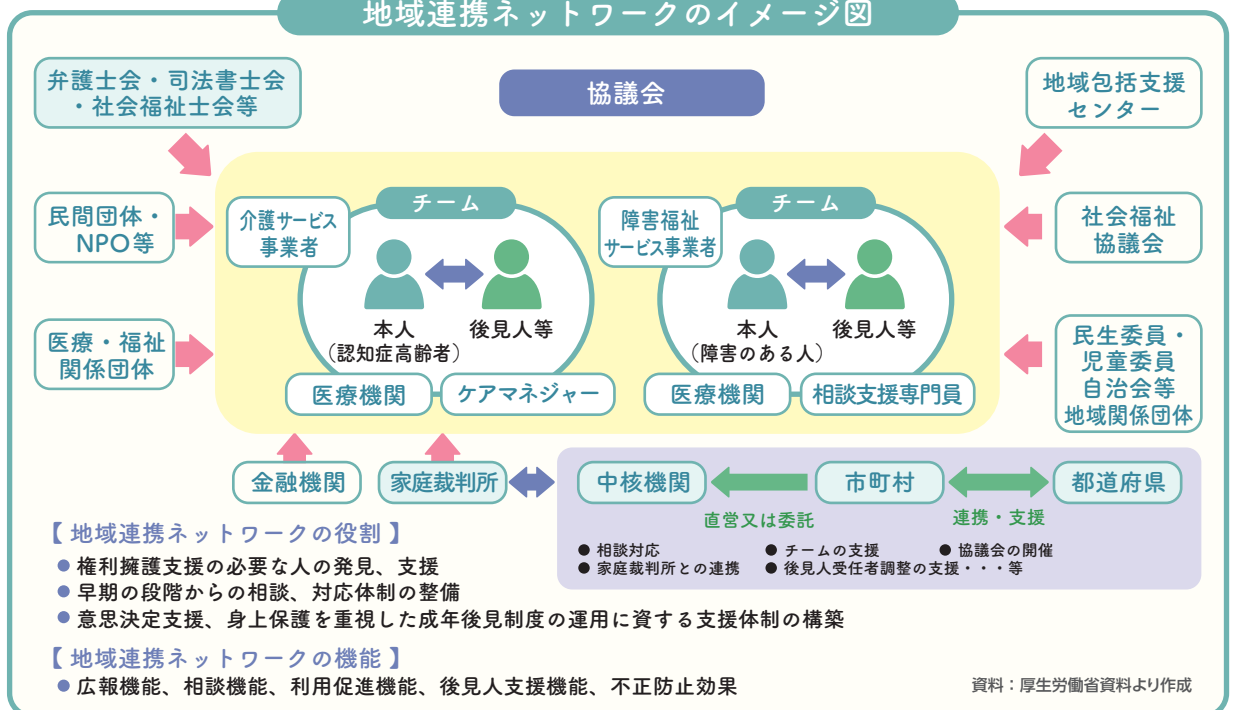 地域連携ネットワークのイメージ図
弁護士会・司法書士会
・社会福祉士会等
協議会
地域包括支援
センター
民間団体・
NPO等
医療・福祉
関係団体
チーム
介護サービス
事業者
本人
(認知症高齢者)
後見人等
医療機関
ケアマネジャー
チーム
障害福祉
サービス事業者
本人
(障害のある人)
後見人等
医療機関
相談支援専門員
社会福祉
協議会
民生委員・
児童委員
自治会等
地域関係団体
金融機関
家庭裁判所
中核機関
市町村
都道府県
直営又は委託
連携・支援
● 相談対応
● チームの支援
● 協議会の開催
● 家庭裁判所との連携
● 後見人受任者調整の支援・・・等
【 地域連携ネットワークの役割 】
● 権利擁護支援の必要な人の発見、支援
● 早期の段階からの相談、対応体制の整備
● 意思決定支援、身上保護を重視した成年後見制度の運用に資する支援体制の構築
【 地域連携ネットワークの機能 】
● 広報機能、相談機能、利用促進機能、後見人支援機能、不正防止効果
資料：厚生労働省資料より作成